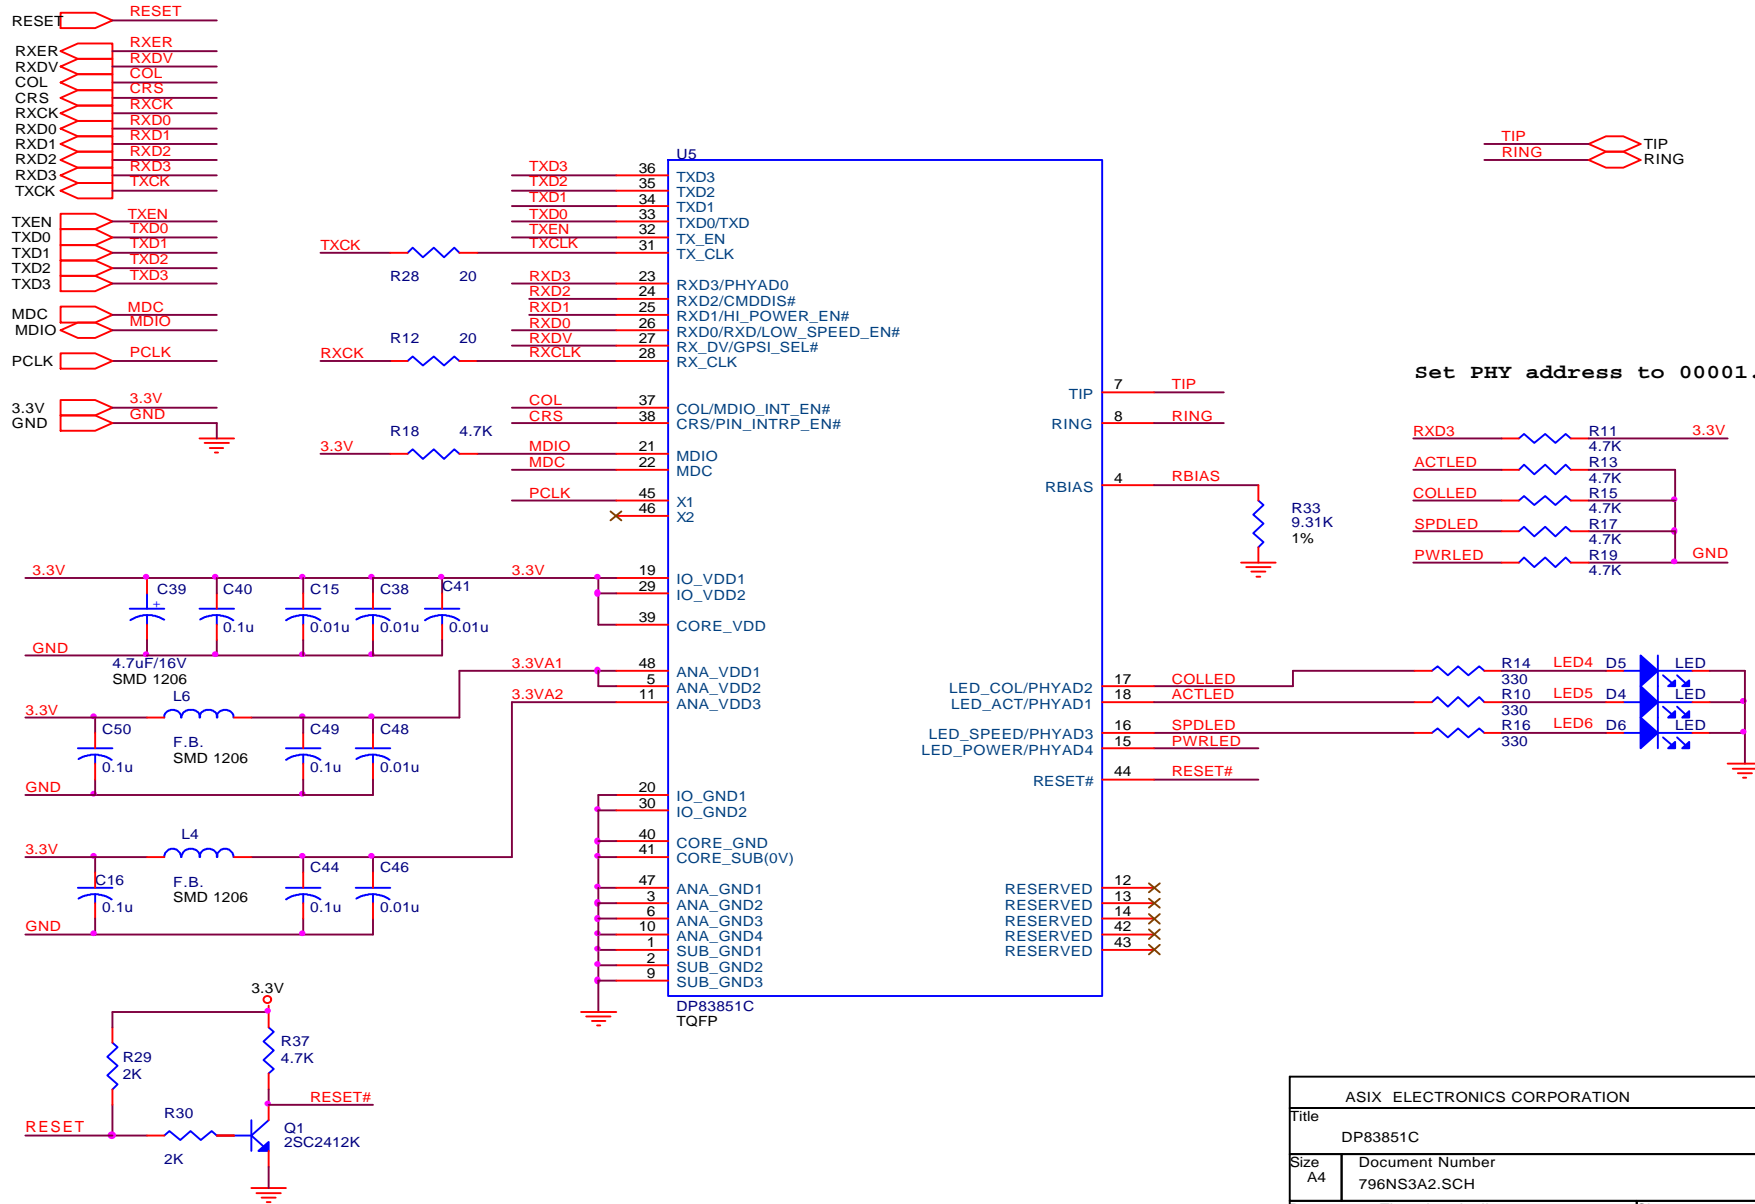 RESET RESET
RXER RXER
RXDV RXDV
COL COL
CRS CRS
RXCK RXCK
RXD0 RXD0
RXD1 RXD1
RXD2 RXD2
RXD3 RXD3
TXCK TXCK
TXEN TXEN
TXD0 TXD0
TXD1 TXD1
TXD2 TXD2
TXD3 TXD3
MDC MDC
MDIO MDIO
PCLK PCLK
3.3V 3.3V
GND GND
TIP TIP
RING RING
U5
TXD3 36 TXD3
TXD2 35 TXD2
TXD1 34 TXD1
TXD0 33 TXD0/TXD
TXEN 32 TX_EN
TXCK R28 20 TXCLK 31 TX_CLK
RXD3 23 RXD3/PHYAD0
RXD2 24 RXD2/CMDDIS#
RXD1 25 RXD1/HI_POWER_EN#
RXD0 26 RXD0/RXD/LOW_SPEED_EN#
RXDV 27 RX_DV/GPSI_SEL#
RXCK R12 20 RXCLK 28 RX_CLK
COL 37 COL/MDIO_INT_EN#
CRS 38 CRS/PIN_INTRP_EN#
3.3V R18 4.7K MDIO 21 MDIO
MDC 22 MDC
PCLK 45 X1
46 X2
3.3V 3.3V 19 IO_VDD1
29 IO_VDD2
39 CORE_VDD
C39 + C40 C15 C38 C41
0.1u 0.01u 0.01u 0.01u
GND
4.7uF/16V
SMD 1206
3.3VA1 48 ANA_VDD1
5 ANA_VDD2
3.3VA2 11 ANA_VDD3
3.3V L6
C50 F.B. C49 C48
0.1u SMD 1206 0.1u 0.01u
GND
3.3V L4
C16 F.B. C44 C46
0.1u SMD 1206 0.1u 0.01u
GND
20 IO_GND1
30 IO_GND2
40 CORE_GND
41 CORE_SUB(0V)
47 ANA_GND1
3 ANA_GND2
6 ANA_GND3
10 ANA_GND4
1 SUB_GND1
2 SUB_GND2
9 SUB_GND3
DP83851C
TQFP
TIP 7 TIP
RING 8 RING
RBIAS 4 RBIAS
R33
9.31K
1%
LED_COL/PHYAD2 17 COLLED
LED_ACT/PHYAD1 18 ACTLED
LED_SPEED/PHYAD3 16 SPDLED
LED_POWER/PHYAD4 15 PWRLED
RESET# 44 RESET#
RESERVED 12
RESERVED 13
RESERVED 14
RESERVED 42
RESERVED 43
Set PHY address to 00001.
RXD3 R11 3.3V
4.7K
ACTLED R13
4.7K
COLLED R15
4.7K
SPDLED R17
4.7K
PWRLED R19 GND
4.7K
R14 LED4 D5 LED
330
R10 LED5 D4 LED
330
R16 LED6 D6 LED
330
3.3V
R29
2K
R37
4.7K
RESET#
RESET R30
2K
Q1
2SC2412K
ASIX ELECTRONICS CORPORATION
Title
DP83851C
Size Document Number
A4 796NS3A2.SCH